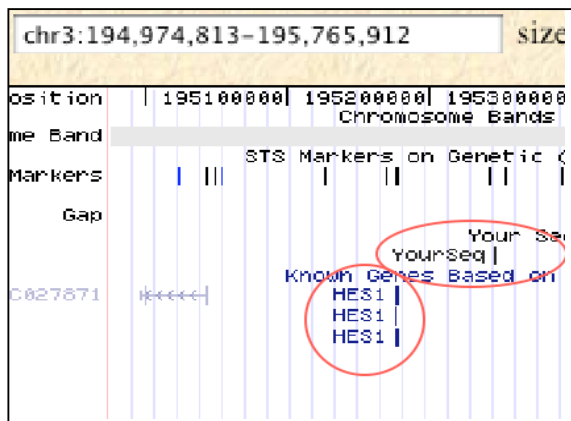 chr3:194,974,813-195,765,912 size
osition | 195100000| 195200000| 195300000
Chromosome Bands
me Band
STS Markers on Genetic
Markers
Gap
Your Se
YourSeq
Known Genes Based on
C027871 HES1
HES1
HES1